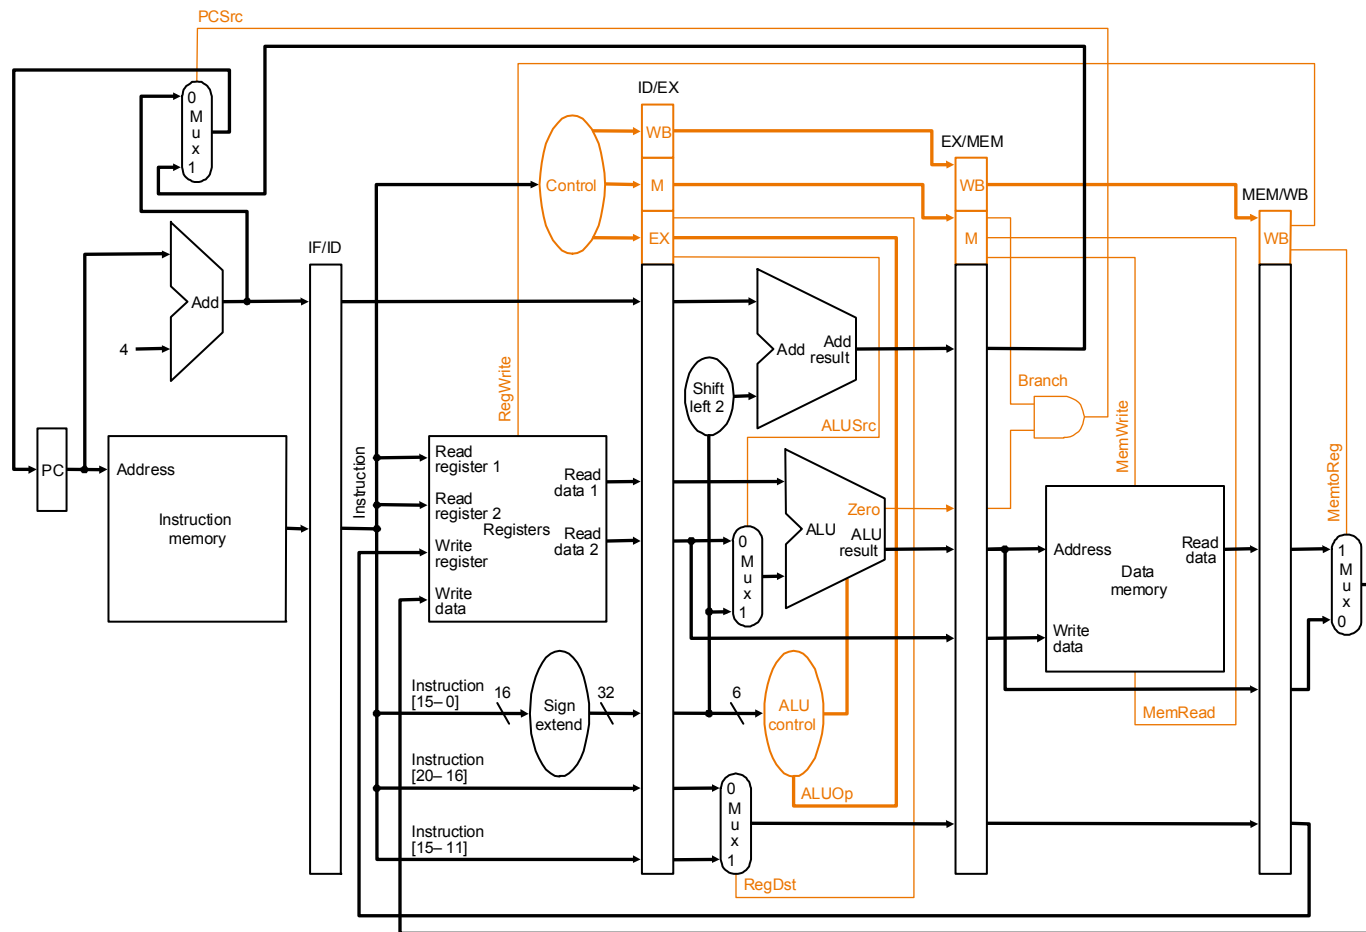 PCSrc
ID/EX
0
M
u
x
1
WB
EX/MEM
Control
M
WB
MEM/WB
EX
M
WB
IF/ID
Add
4
Add
Add
result
Shift
left 2
RegWrite
Branch
ALUSrc
MemWrite
MemtoReg
PC
Address
Instruction
memory
Instruction
Read
register 1
Read
register 2
Write
register
Write
data
Registers
Read
data 1
Read
data 2
0
M
u
x
1
Zero
ALU
ALU
result
Address
Read
data
Data
memory
Write
data
1
M
u
x
0
Instruction
[15– 0]
16
Sign
extend
32
6
ALU
control
MemRead
Instruction
[20– 16]
0
M
u
x
1
ALUOp
Instruction
[15– 11]
RegDst